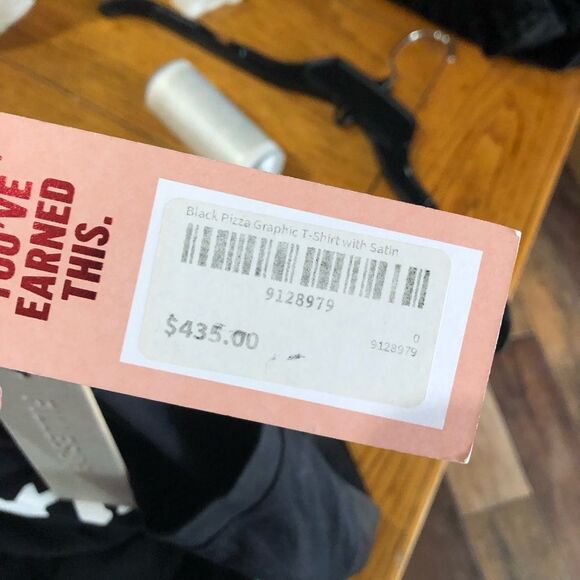 YOU'VE
EARNED
THIS.
Black Pizza Graphic T-Shirt with Satin
9128979
$435.00
0
9128979